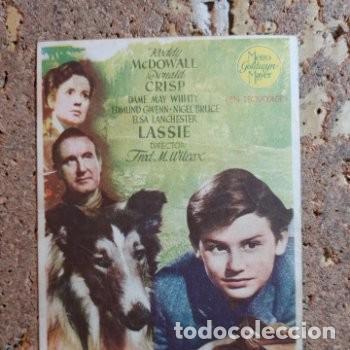 Roddy
McDOWALL
Donald
CRISP
DAME MAY WHITTY
EDMUND GWENN - NIGEL BRUCE
ELSA LANCHESTER
LASSIE
DIRECTOR:
Fred M. Wilcox
Metro
Goldwyn
Mayer
EN TECNICOLOR
todocoleccion